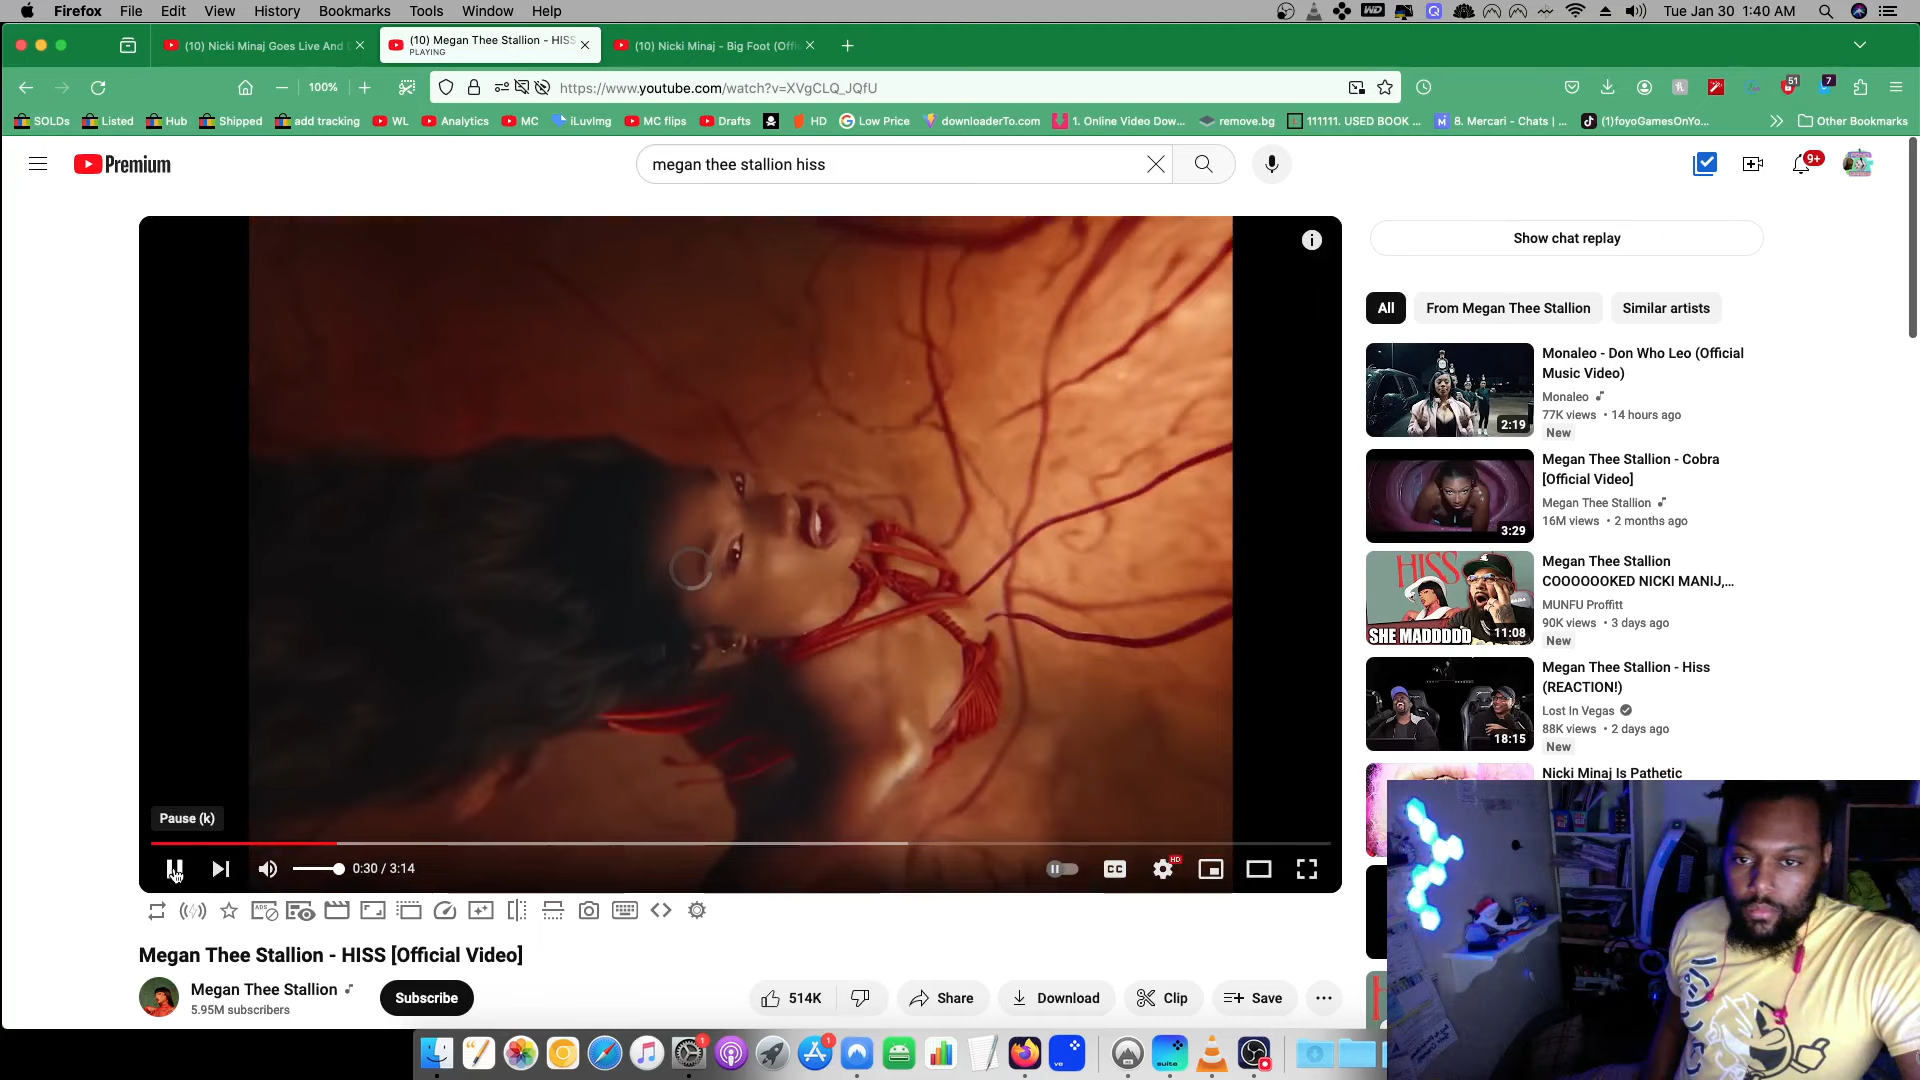 Firefox File Edit View History Bookmarks Tools Window Help
Tue Jan 30 1:40 AM
(10) Nicki Minaj Goes Live And
(10) Megan Thee Stallion - HISS
PLAYING
(10) Nicki Minaj - Big Foot (Offi
100%
https://www.youtube.com/watch?v=XVgCLQ_JQfU
51
7
SOLDs Listed Hub Shipped add tracking WL Analytics MC iLuvImg MC flips Drafts HD Low Price downloaderTo.com 1. Online Video Dow... remove.bg 111111. USED BOOK ... 8. Mercari - Chats | ... (1)foyoGamesOnYo... Other Bookmarks
Premium
megan thee stallion hiss
9+
Show chat replay
All
From Megan Thee Stallion
Similar artists
Monaleo - Don Who Leo (Official
Music Video)
Monaleo
77K views • 14 hours ago
New
2:19
Megan Thee Stallion - Cobra
[Official Video]
Megan Thee Stallion
16M views • 2 months ago
3:29
Megan Thee Stallion
COOOOOOKED NICKI MANIJ,...
MUNFU Proffitt
90K views • 3 days ago
New
HISS
SHE MADDDDD
11:08
Megan Thee Stallion - Hiss
(REACTION!)
Lost In Vegas
88K views • 2 days ago
New
18:15
Nicki Minaj Is Pathetic
Pause (k)
0:30 / 3:14
CC
HD
ADS
Megan Thee Stallion - HISS [Official Video]
Megan Thee Stallion
5.95M subscribers
Subscribe
514K
Share
Download
Clip
Save
1
1
suite